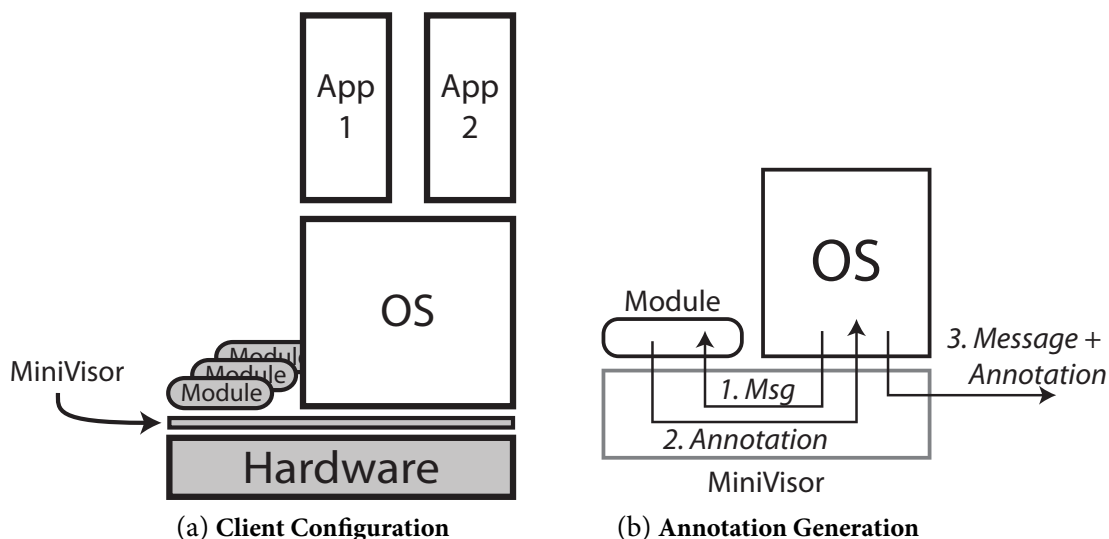 App
1
App
2
OS
Module
Module
Module
MiniVisor
Hardware
(a) Client Configuration
OS
Module
1. Msg
2. Annotation
3. Message +
Annotation
MiniVisor
(b) Annotation Generation